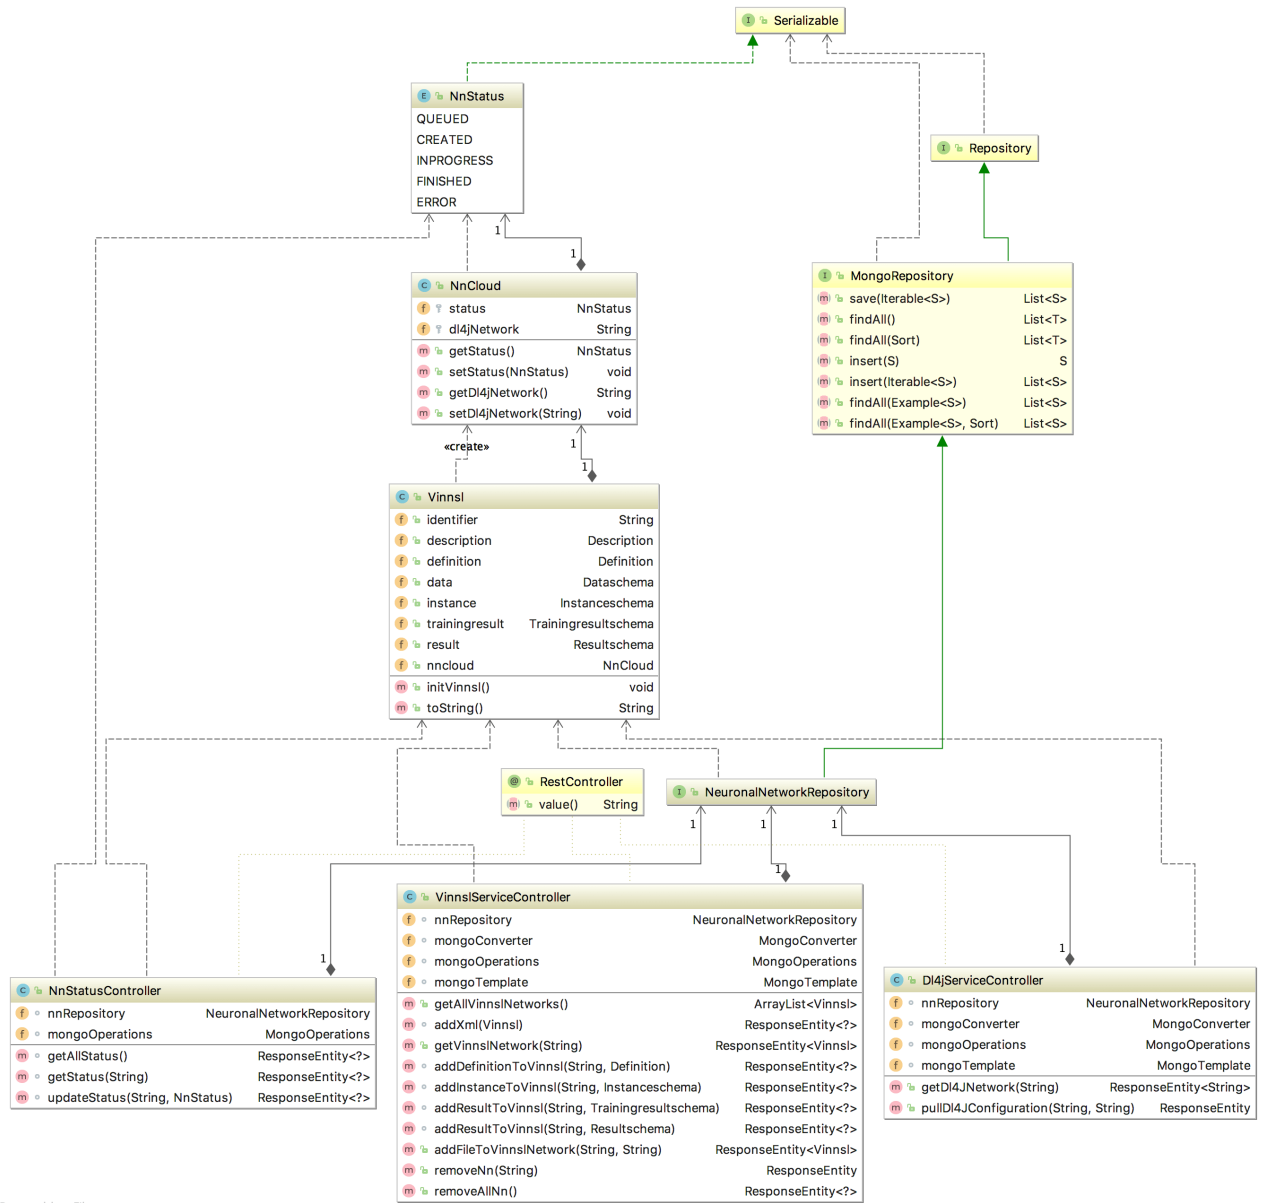 Serializable
NnStatus
QUEUED
CREATED
INPROGRESS
FINISHED
ERROR
Repository
1
1
NnCloud
status NnStatus
dl4jNetwork String
getStatus() NnStatus
setStatus(NnStatus) void
getDl4jNetwork() String
setDl4jNetwork(String) void
MongoRepository
save(Iterable<S>) List<S>
findAll() List<T>
findAll(Sort) List<T>
insert(S) S
insert(Iterable<S>) List<S>
findAll(Example<S>) List<S>
findAll(Example<S>, Sort) List<S>
«create»
1
1
Vinnsl
identifier String
description Description
definition Definition
data Dataschema
instance Instanceschema
trainingresult Trainingresultschema
result Resultschema
nncloud NnCloud
initVinnsl() void
toString() String
RestController
value() String
NeuronalNetworkRepository
1
1
1
1
VinnslServiceController
nnRepository NeuronalNetworkRepository
mongoConverter MongoConverter
mongoOperations MongoOperations
mongoTemplate MongoTemplate
getAllVinnslNetworks() ArrayList<Vinnsl>
addXml(Vinnsl) ResponseEntity<?>
getVinnslNetwork(String) ResponseEntity<Vinnsl>
addDefinitionToVinnsl(String, Definition) ResponseEntity<?>
addInstanceToVinnsl(String, Instanceschema) ResponseEntity<?>
addResultToVinnsl(String, Trainingresultschema) ResponseEntity<?>
addResultToVinnsl(String, Resultschema) ResponseEntity<?>
addFileToVinnslNetwork(String, String) ResponseEntity<Vinnsl>
removeNn(String) ResponseEntity
removeAllNn() ResponseEntity<?>
1
NnStatusController
nnRepository NeuronalNetworkRepository
mongoOperations MongoOperations
getAllStatus() ResponseEntity<?>
getStatus(String) ResponseEntity<?>
updateStatus(String, NnStatus) ResponseEntity<?>
1
Dl4jServiceController
nnRepository NeuronalNetworkRepository
mongoConverter MongoConverter
mongoOperations MongoOperations
mongoTemplate MongoTemplate
getDl4JNetwork(String) ResponseEntity<String>
pullDl4JConfiguration(String, String) ResponseEntity